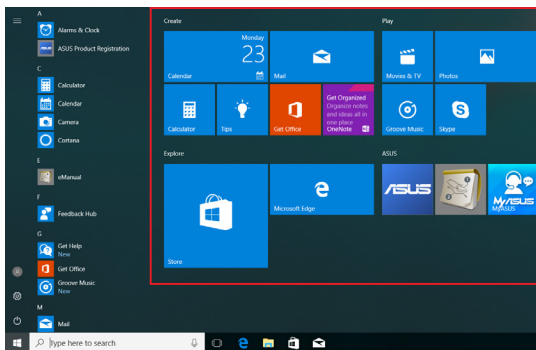 A
Alarms & Clock
ASUS Product Registration
C
Calculator
Calendar
Camera
Cortana
E
eManual
F
Feedback Hub
G
Get Help
New
Get Office
Groove Music
New
M
Mail
Create
Monday
23
Calendar
Mail
Calculator
Tips
Get Office
Get Organized
Organize notes
and ideas all in
one place
OneNote
Explore
Store
Microsoft Edge
Play
Movies & TV
Photos
Groove Music
Skype
ASUS
ASUS
MyASUS
MyASUS
Type here to search